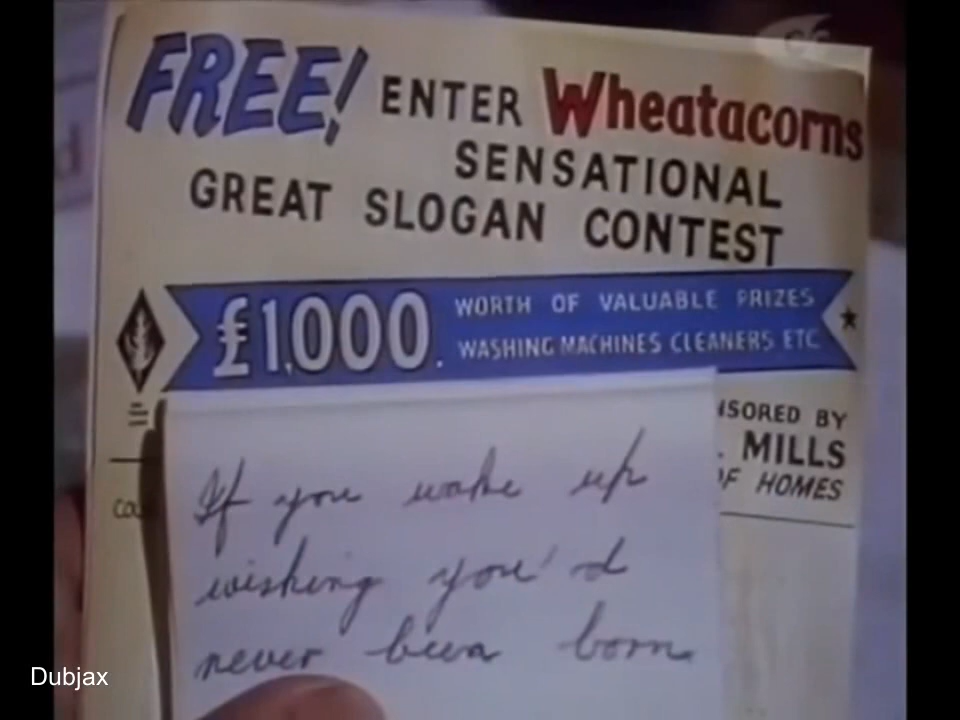 FREE! ENTER Wheatacorns
SENSATIONAL
GREAT SLOGAN CONTEST
£1,000. WORTH OF VALUABLE PRIZES
WASHING MACHINES CLEANERS ETC
NSORED BY
. MILLS
OF HOMES
If you wake up
wishing you'd
never been born
Dubjax